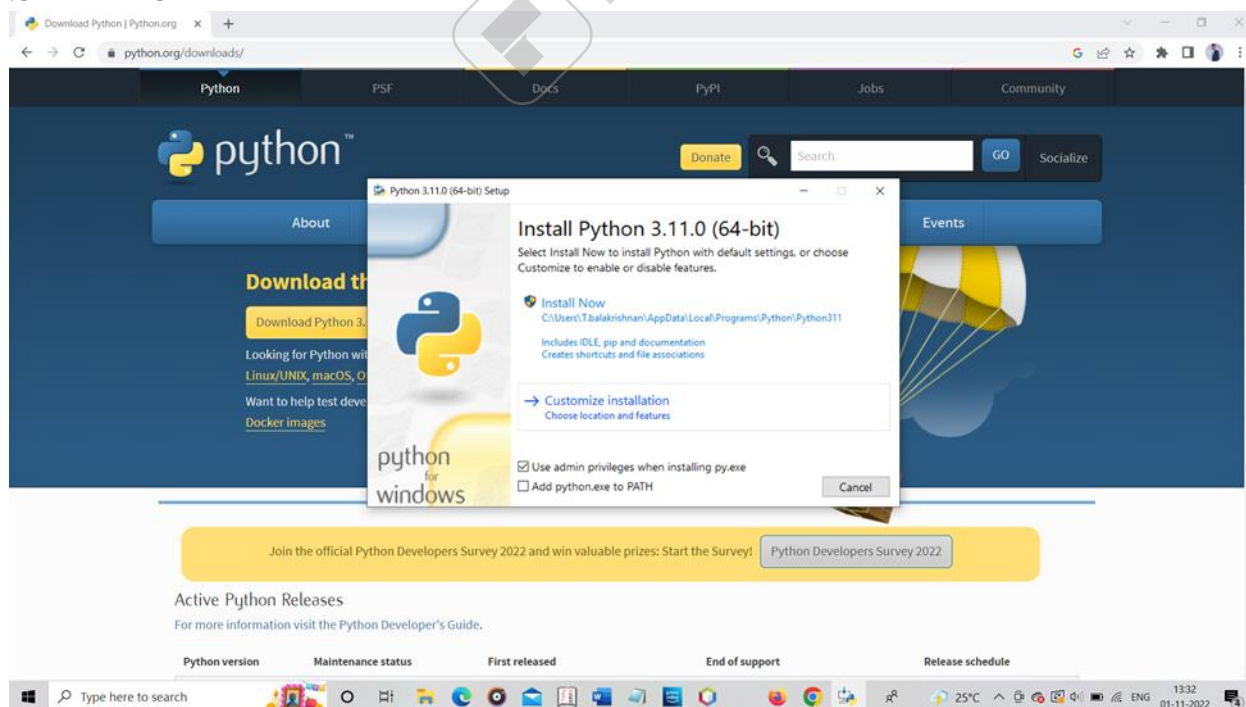 Download Python | Python.org
python.org/downloads/
Python PSF Docs PyPI Jobs Community
python™
Donate Search GO Socialize
Python 3.11.0 (64-bit) Setup
About Events
Install Python 3.11.0 (64-bit)
Select Install Now to install Python with default settings, or choose
Customize to enable or disable features.
Install Now
C:\Users\T.balakrishnan\AppData\Local\Programs\Python\Python311
Includes IDLE, pip and documentation
Creates shortcuts and file associations
Customize installation
Choose location and features
Use admin privileges when installing py.exe
Add python.exe to PATH
Cancel
python
for
windows
Download
Download Python 3.
Looking for Python
Linux/UNIX, macOS,
Want to help test
Docker images
Join the official Python Developers Survey 2022 and win valuable prizes: Start the Survey! Python Developers Survey 2022
Active Python Releases
For more information visit the Python Developer's Guide.
Python version Maintenance status First released End of support Release schedule
Type here to search 25°C ENG 13:32
01-11-2022